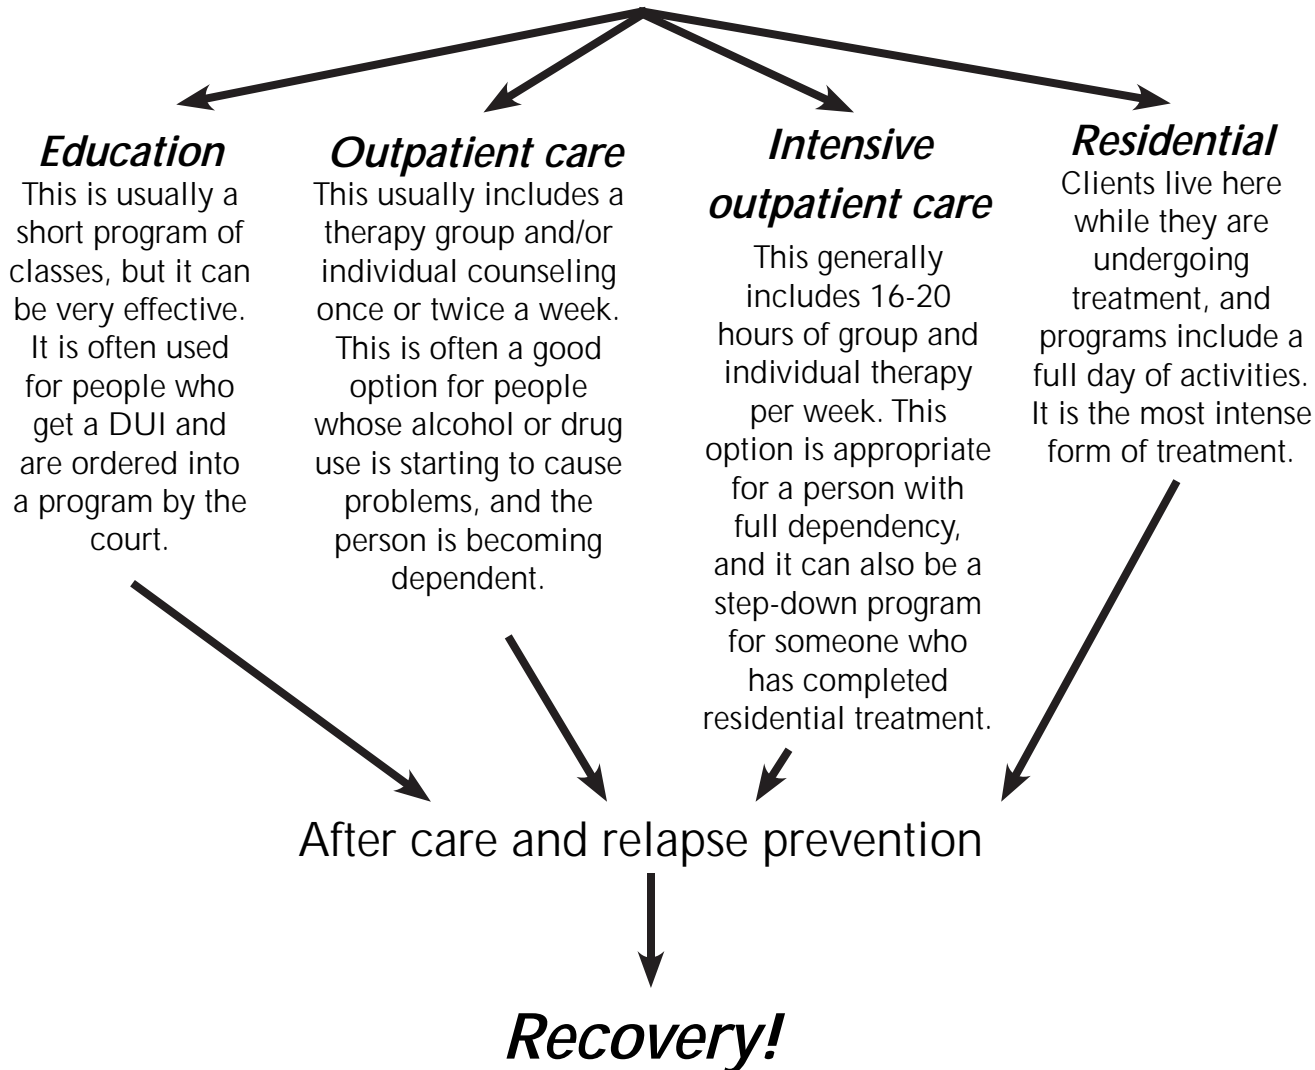 Education
This is usually a
short program of
classes, but it can
be very effective.
It is often used
for people who
get a DUI and
are ordered into
a program by the
court.
Outpatient care
This usually includes a
therapy group and/or
individual counseling
once or twice a week.
This is often a good
option for people
whose alcohol or drug
use is starting to cause
problems, and the
person is becoming
dependent.
Intensive
outpatient care
This generally
includes 16-20
hours of group and
individual therapy
per week. This
option is appropriate
for a person with
full dependency,
and it can also be a
step-down program
for someone who
has completed
residential treatment.
Residential
Clients live here
while they are
undergoing
treatment, and
programs include a
full day of activities.
It is the most intense
form of treatment.
After care and relapse prevention
Recovery!